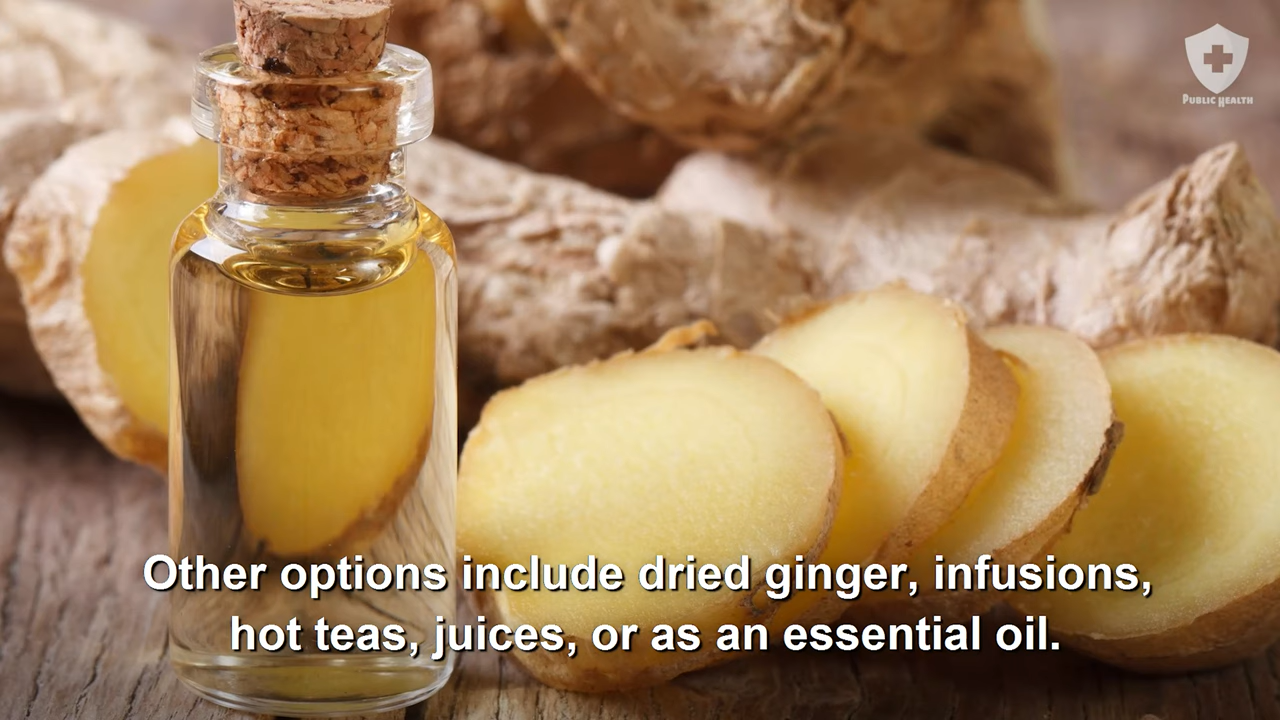 Public Health
Other options include dried ginger, infusions,
hot teas, juices, or as an essential oil.